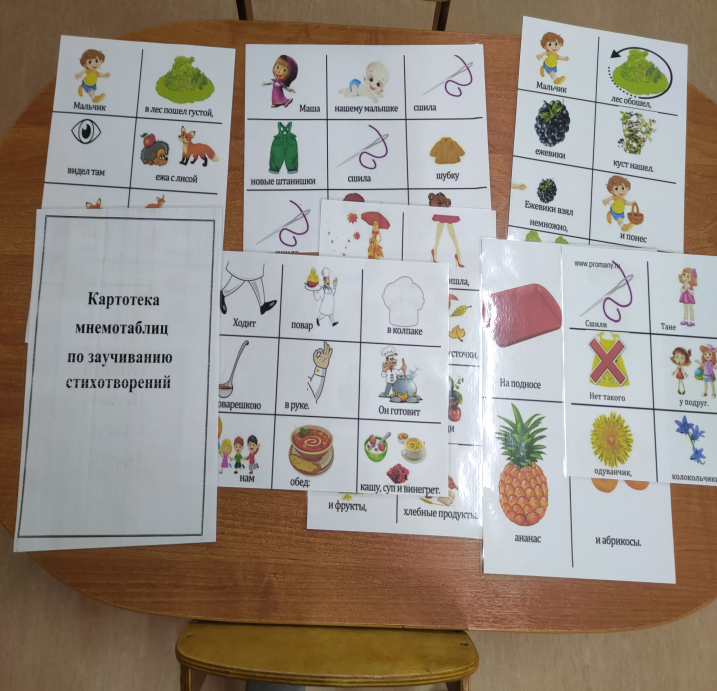 Мальчик
в лес пошел густой,
видел там
ежа с лисой
Маша
нашему малышке
сшила
новые штанишки
сшила
шубку
Мальчик
лес обошел,
ежевики
куст нашел.
Ежевики взял
немножко,
и понес
Картотека
мнемотаблиц
по заучиванию
стихотворений
Ходит
повар
в колпаке
в руке.
Он готовит
нам
обед:
кашу, суп и винегрет.
и фрукты,
хлебные продукты.
На подносе
ананас
и абрикосы.
www.promany.ru
Сшили
Тане
Нет такого
у подруг.
одуванчик,